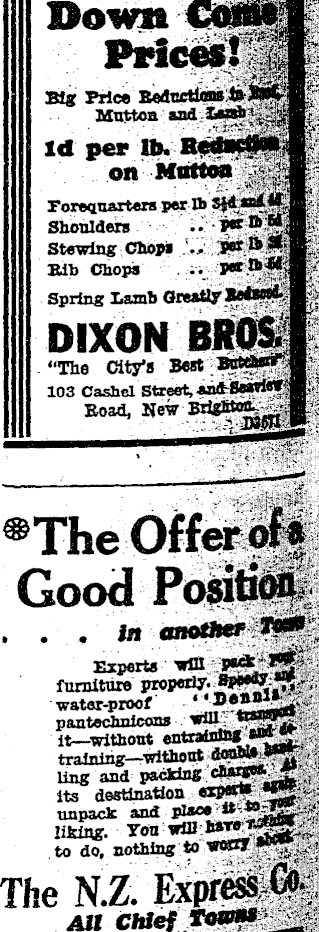 Down Come
Prices!
Big Price Reductions in Beef,
Mutton and Lamb
1d per lb. Reduction
on Mutton
Forequarters per lb 3½d and 4d
Shoulders .. per lb 5d
Stewing Chops .. per lb
Rib Chops .. per lb
Spring Lamb Greatly Reduced.
DIXON BROS.
"The City's Best Butchers"
103 Cashel Street, and Seaview
Road, New Brighton.
The Offer of a
Good Position
. . . in another Town
Experts will pack your
furniture properly. Speedy and
water-proof "Dennis"
pantechnicons will transport
it—without entraining and de-
training—without double hand-
ling and packing charges. At
its destination experts again
unpack and place it to your
liking. You will have nothing
to do, nothing to worry about.
The N.Z. Express Co.
All Chief Towns